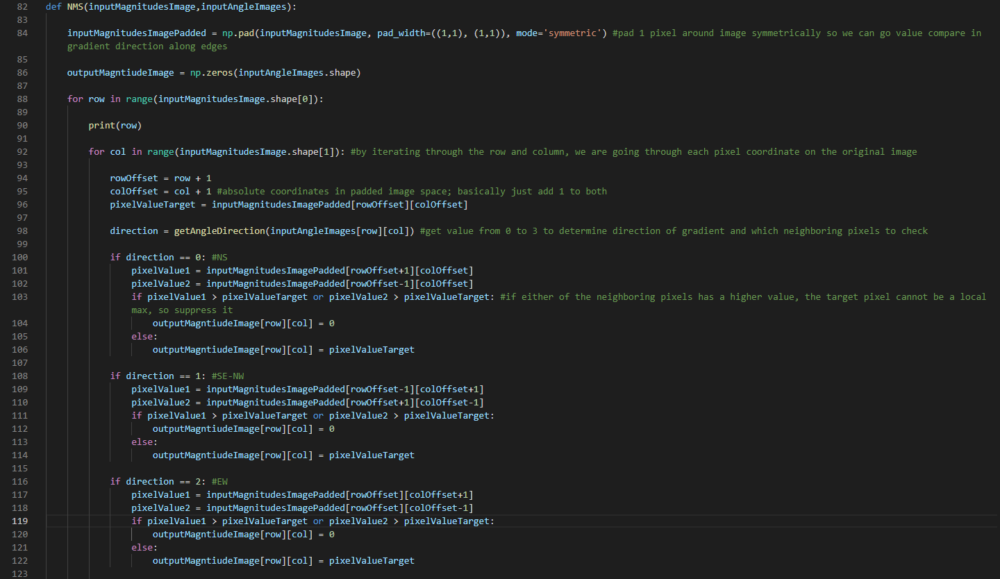 82 def NMS(inputMagnitudesImage,inputAngleImages):
83
84 inputMagnitudesImagePadded = np.pad(inputMagnitudesImage, pad_width=((1,1), (1,1)), mode='symmetric') #pad 1 pixel around image symmetrically so we can go value compare in
gradient direction along edges
85
86 outputMagntiudeImage = np.zeros(inputAngleImages.shape)
87
88 for row in range(inputMagnitudesImage.shape[0]):
89
90 print(row)
91
92 for col in range(inputMagnitudesImage.shape[1]): #by iterating through the row and column, we are going through each pixel coordinate on the original image
93
94 rowOffset = row + 1
95 colOffset = col + 1 #absolute coordinates in padded image space; basically just add 1 to both
96 pixelValueTarget = inputMagnitudesImagePadded[rowOffset][colOffset]
97
98 direction = getAngleDirection(inputAngleImages[row][col]) #get value from 0 to 3 to determine direction of gradient and which neighboring pixels to check
99
100 if direction == 0: #NS
101 pixelValue1 = inputMagnitudesImagePadded[rowOffset+1][colOffset]
102 pixelValue2 = inputMagnitudesImagePadded[rowOffset-1][colOffset]
103 if pixelValue1 > pixelValueTarget or pixelValue2 > pixelValueTarget: #if either of the neighboring pixels has a higher value, the target pixel cannot be a local
max, so suppress it
104 outputMagntiudeImage[row][col] = 0
105 else:
106 outputMagntiudeImage[row][col] = pixelValueTarget
107
108 if direction == 1: #SE-NW
109 pixelValue1 = inputMagnitudesImagePadded[rowOffset-1][colOffset+1]
110 pixelValue2 = inputMagnitudesImagePadded[rowOffset+1][colOffset-1]
111 if pixelValue1 > pixelValueTarget or pixelValue2 > pixelValueTarget:
112 outputMagntiudeImage[row][col] = 0
113 else:
114 outputMagntiudeImage[row][col] = pixelValueTarget
115
116 if direction == 2: #EW
117 pixelValue1 = inputMagnitudesImagePadded[rowOffset][colOffset+1]
118 pixelValue2 = inputMagnitudesImagePadded[rowOffset][colOffset-1]
119 if pixelValue1 > pixelValueTarget or pixelValue2 > pixelValueTarget:
120 outputMagntiudeImage[row][col] = 0
121 else:
122 outputMagntiudeImage[row][col] = pixelValueTarget
123